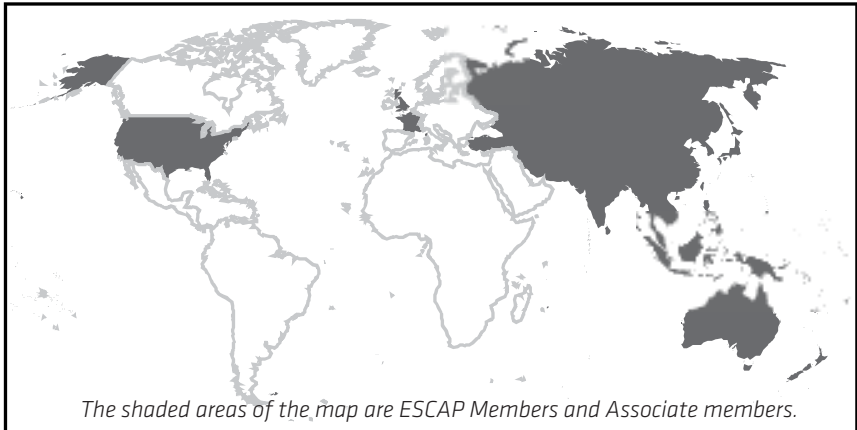 The shaded areas of the map are ESCAP Members and Associate members.